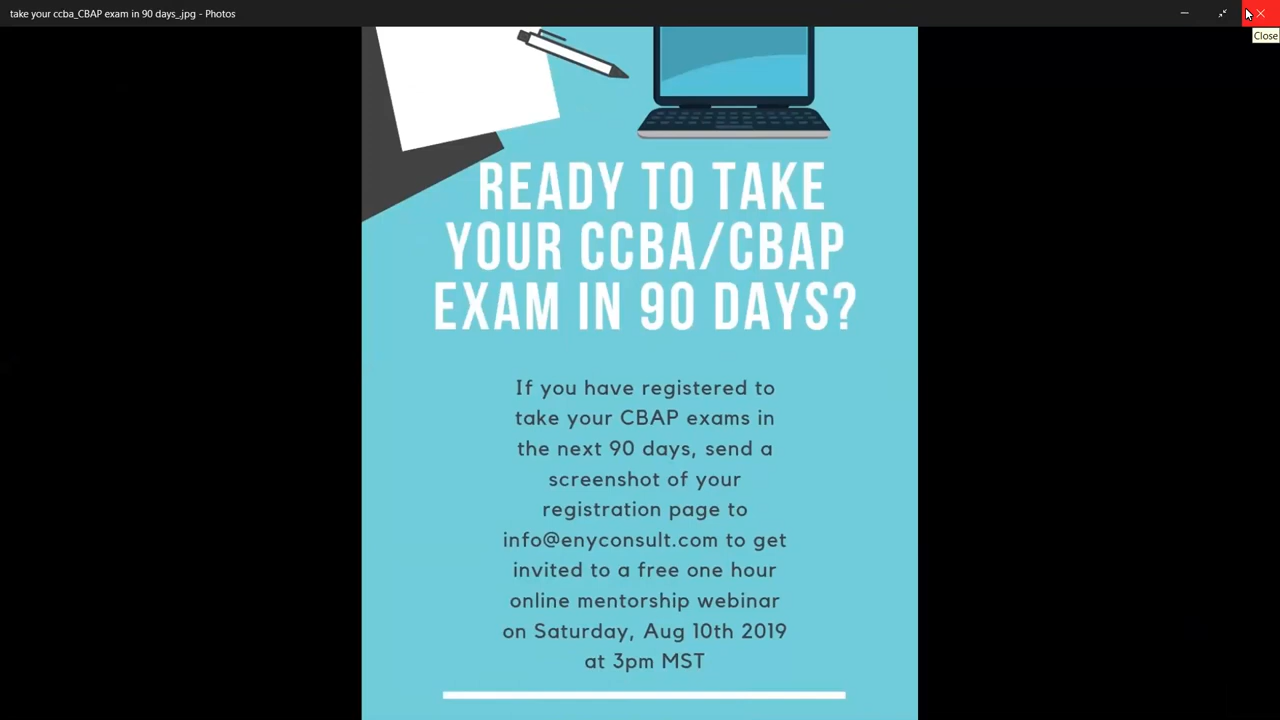 take your ccba_CBAP exam in 90 days_.jpg - Photos
Close
READY TO TAKE
YOUR CCBA/CBAP
EXAM IN 90 DAYS?
If you have registered to
take your CBAP exams in
the next 90 days, send a
screenshot of your
registration page to
info@enyconsult.com to get
invited to a free one hour
online mentorship webinar
on Saturday, Aug 10th 2019
at 3pm MST